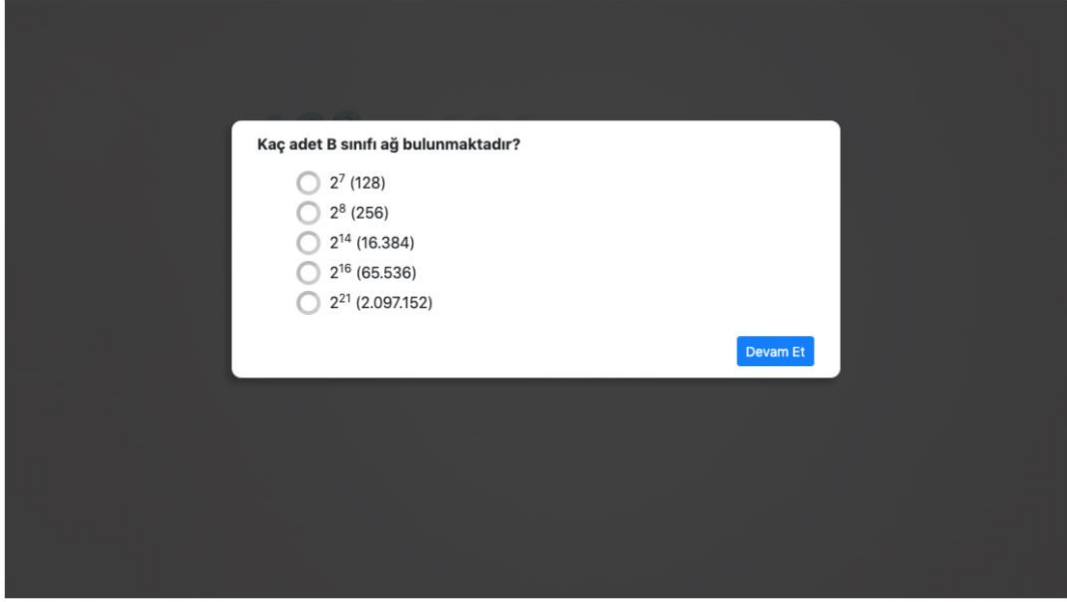 Kaç adet B sınıfı ağ bulunmaktadır?
2⁷ (128)
2⁸ (256)
2¹⁴ (16.384)
2¹⁶ (65.536)
2²¹ (2.097.152)
Devam Et